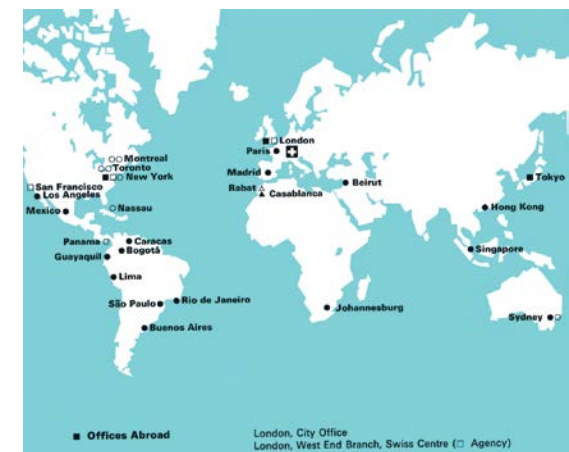 London
Paris
Montreal
Toronto
New York
Madrid
Rabat
Casablanca
Beirut
Tokyo
San Francisco
Los Angeles
Mexico
Nassau
Hong Kong
Panama
Caracas
Bogotá
Guayaquil
Singapore
Lima
São Paulo
Rio de Janeiro
Johannesburg
Sydney
Buenos Aires
Offices Abroad
London, City Office
London, West End Branch, Swiss Centre (□ Agency)